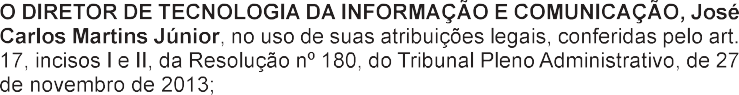 O DIRETOR DE TECNOLOGIA DA INFORMAÇÃO E COMUNICAÇÃO, José
Carlos Martins Júnior, no uso de suas atribuições legais, conferidas pelo art.
17, incisos I e II, da Resolução nº 180, do Tribunal Pleno Administrativo, de 27
de novembro de 2013;